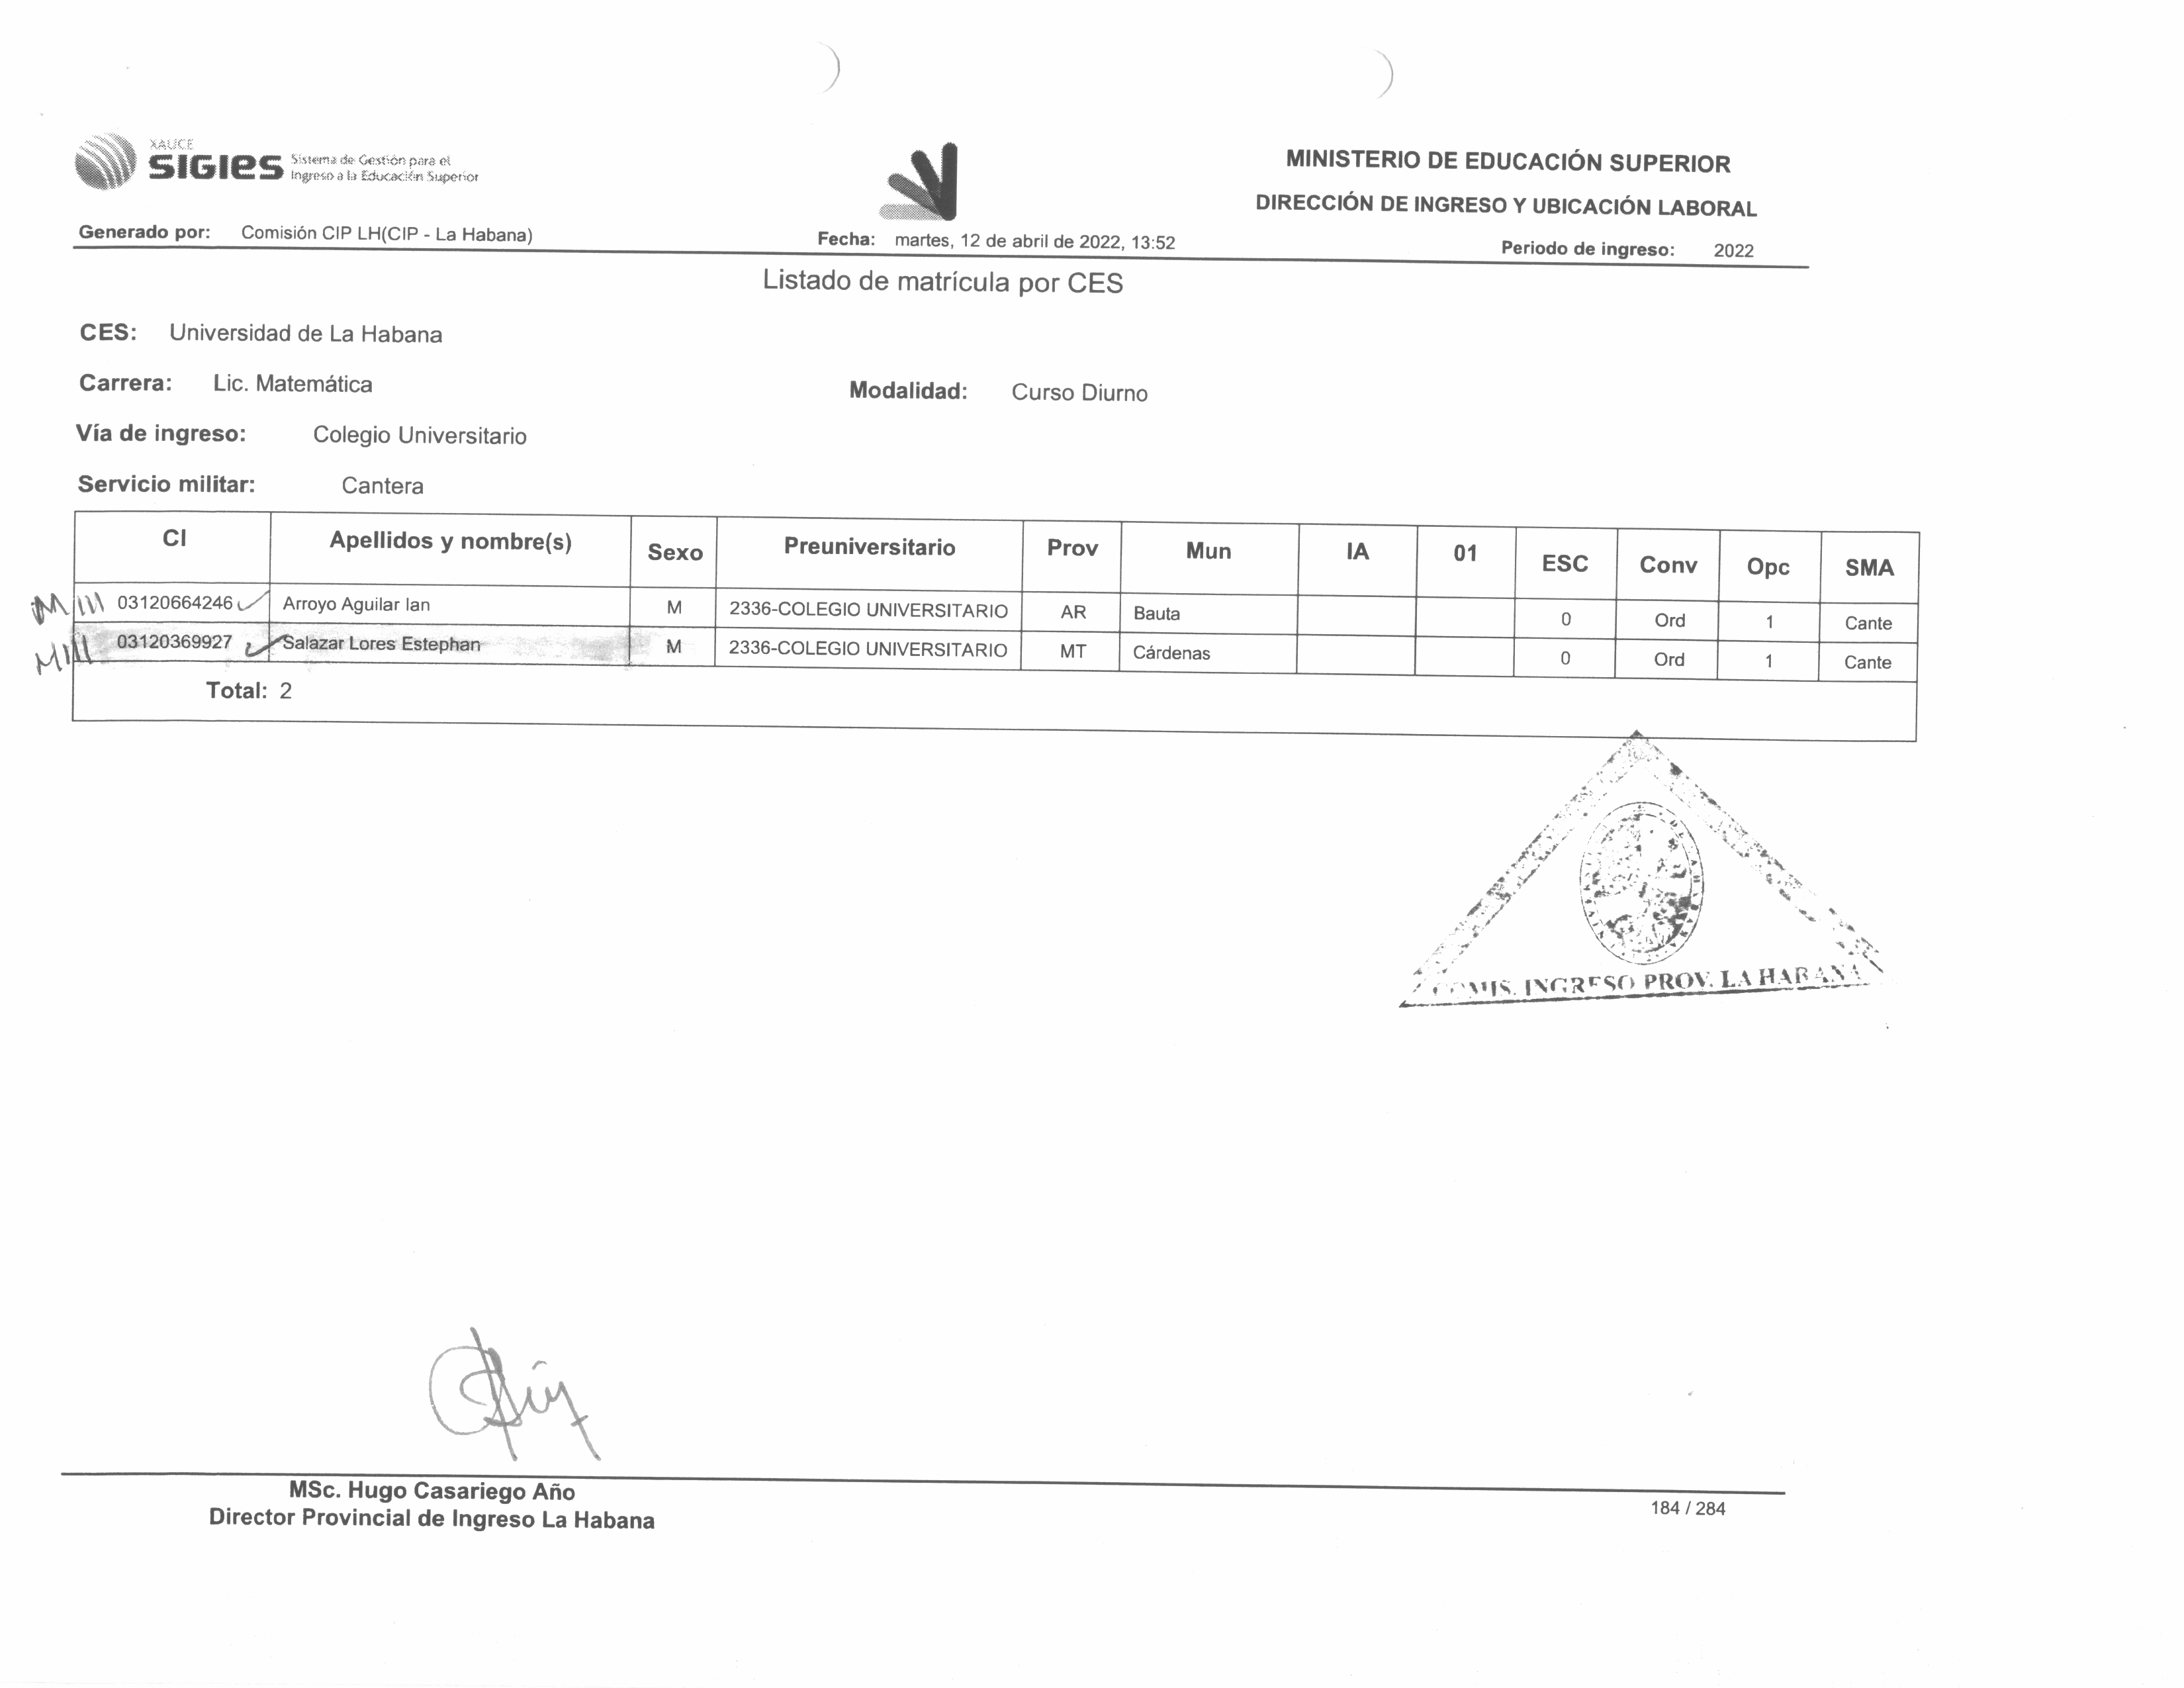 XAUCE
SIGIES Sistema de Gestión para el
Ingreso a la Educación Superior
MINISTERIO DE EDUCACIÓN SUPERIOR
DIRECCIÓN DE INGRESO Y UBICACIÓN LABORAL
Generado por: Comisión CIP LH(CIP - La Habana) Fecha: martes, 12 de abril de 2022, 13:52 Periodo de ingreso: 2022
Listado de matrícula por CES
CES: Universidad de La Habana
Carrera: Lic. Matemática Modalidad: Curso Diurno
Vía de ingreso: Colegio Universitario
Servicio militar: Cantera
CI Apellidos y nombre(s) Sexo Preuniversitario Prov Mun IA 01 ESC Conv Opc SMA
03120664246 Arroyo Aguilar Ian M 2336-COLEGIO UNIVERSITARIO AR Bauta 0 Ord 1 Cante
03120369927 Salazar Lores Estephan M 2336-COLEGIO UNIVERSITARIO MT Cárdenas 0 Ord 1 Cante
Total: 2
COMIS. INGRESO PROV. LA HABANA
MSc. Hugo Casariego Año
Director Provincial de Ingreso La Habana
184 / 284